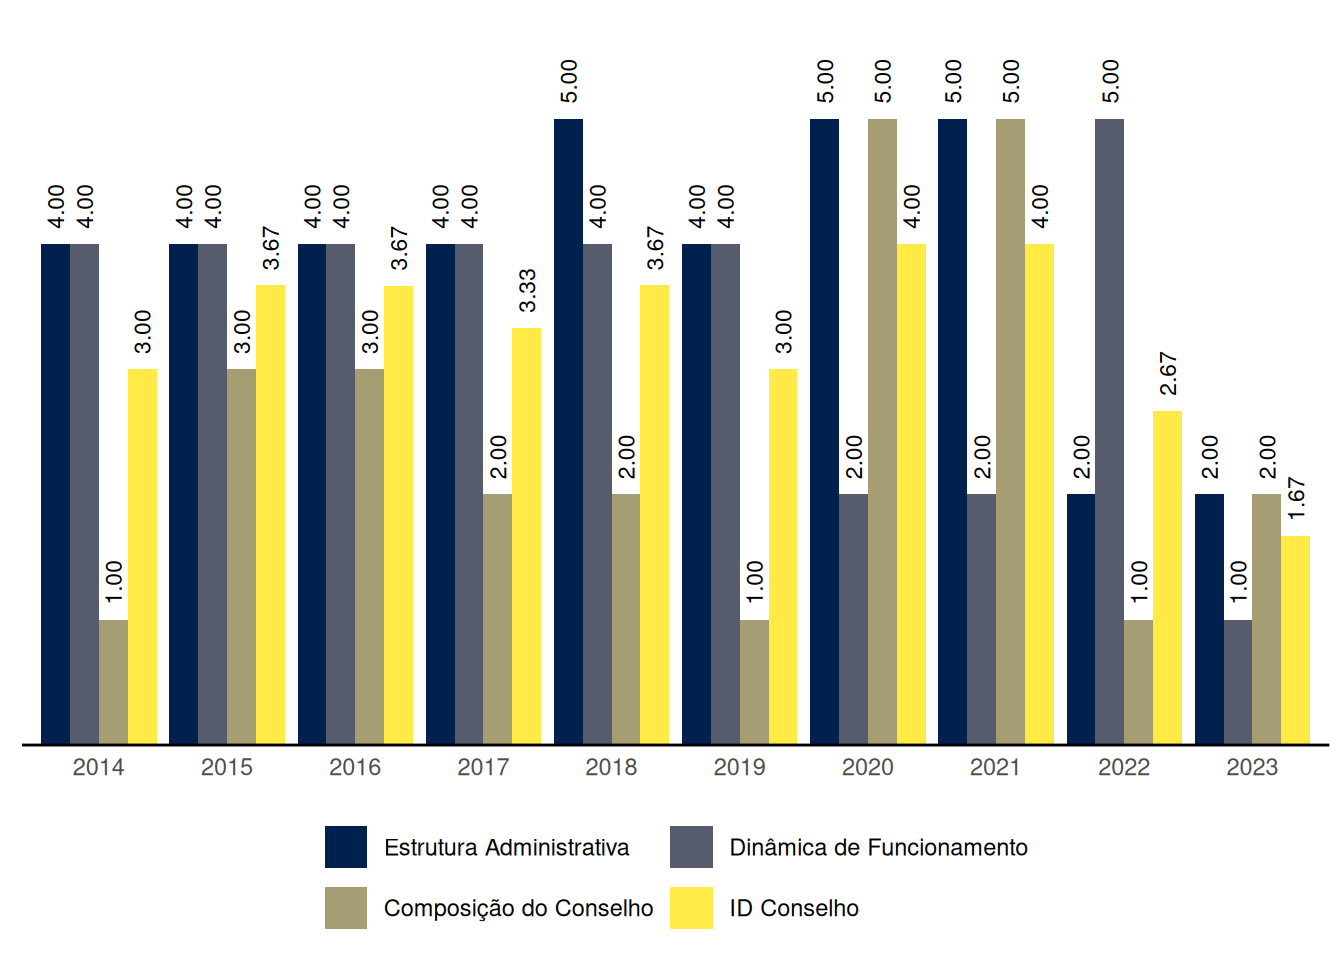 4.00 4.00 1.00 3.00
4.00 4.00 3.00 3.67
4.00 4.00 3.00 3.67
4.00 4.00 2.00 3.33
5.00 4.00 2.00 3.67
4.00 4.00 1.00 3.00
5.00 2.00 5.00 4.00
5.00 2.00 5.00 4.00
2.00 5.00 1.00 2.67
2.00 1.00 2.00 1.67
2014 2015 2016 2017 2018 2019 2020 2021 2022 2023
Estrutura Administrativa Dinâmica de Funcionamento
Composição do Conselho ID Conselho